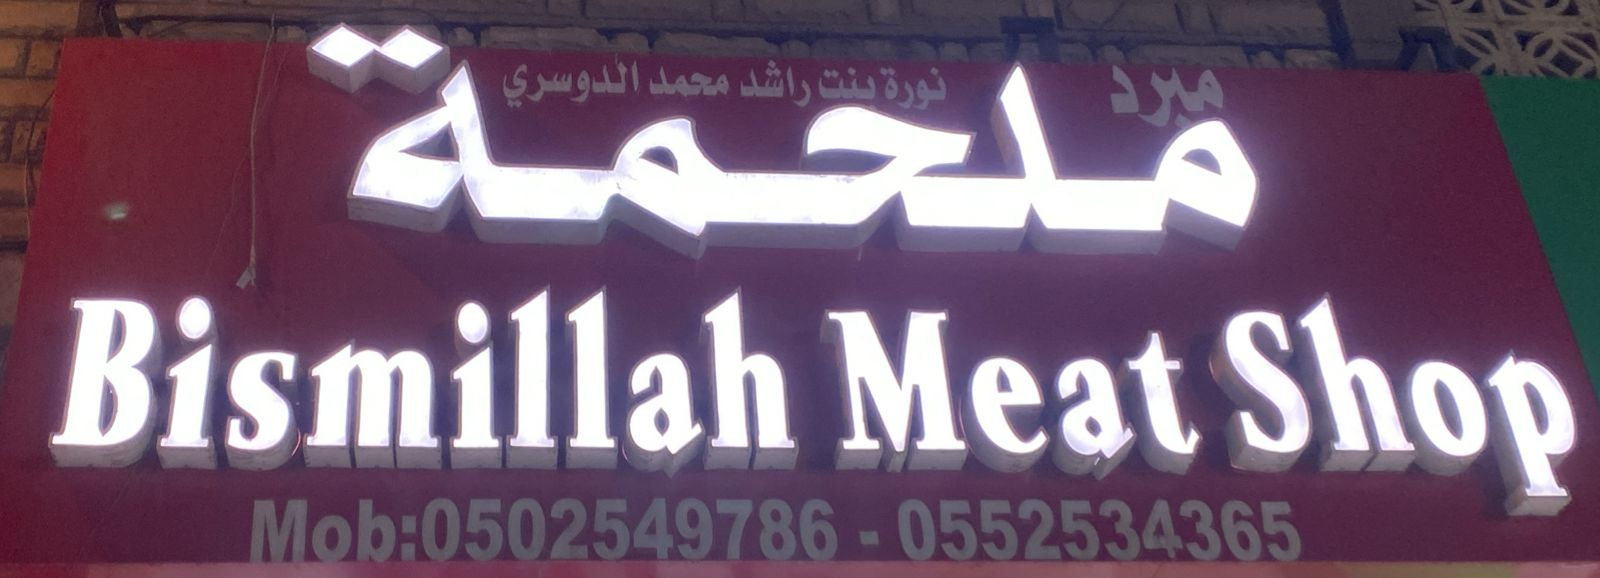 مبرد نورة بنت راشد محمد الدوسري
ملحمة
Bismillah Meat Shop
Mob:0502549786 - 0552534365